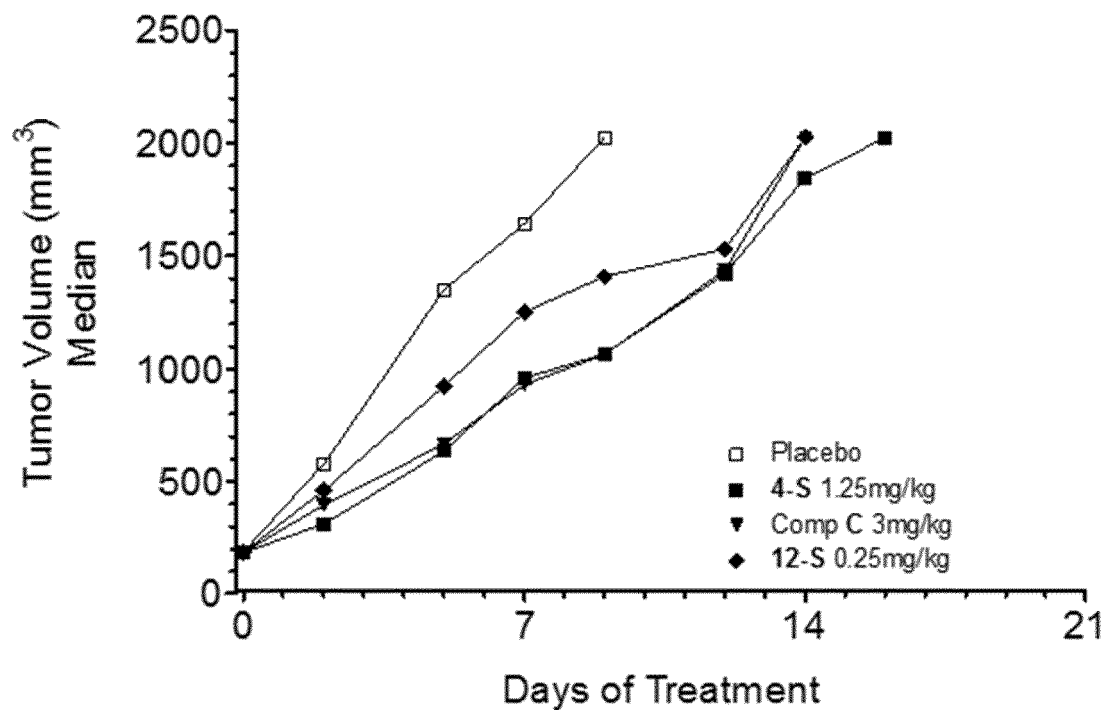 2500
2000
1500
1000
500
0
Tumor Volume (mm³)
Median
0 7 14 21
Days of Treatment
Placebo
4-S 1.25mg/kg
Comp C 3mg/kg
12-S 0.25mg/kg